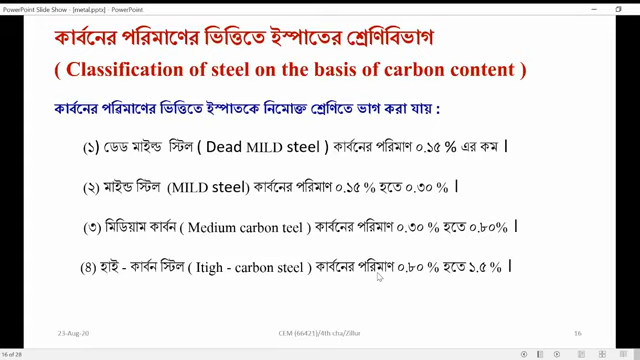 PowerPoint Slide Show - [metal.pptx]
কার্বনের পরিমাণের ভিত্তিতে ইস্পাতের শ্রেণিবিভাগ
( Classification of steel on the basis of carbon content )
কার্বনের পরিমাণের ভিত্তিতে ইস্পাতকে নিমোক্ত শ্রেণিতে ভাগ করা যায় :
(১) ডেড মাইল্ড স্টিল ( Dead MILD steel ) কার্বনের পরিমাণ ০.১৫ % এর কম |
(২) মাইল্ড স্টিল (MILD steel) কার্বনের পরিমাণ ০.১৫ % হতে ০.৩০ % |
(৩) মিডিয়াম কার্বন ( Medium carbon teel ) কার্বনের পরিমাণ ০.৩০ % হতে ০.৮০% |
(8) হাই - কার্বন স্টিল ( Itigh - carbon steel ) কার্বনের পরিমাণ ০.৮০ % হতে ১.৫ % |
23-Aug-20 CEM (66421)/4th cha/Zillur 16
16 of 28